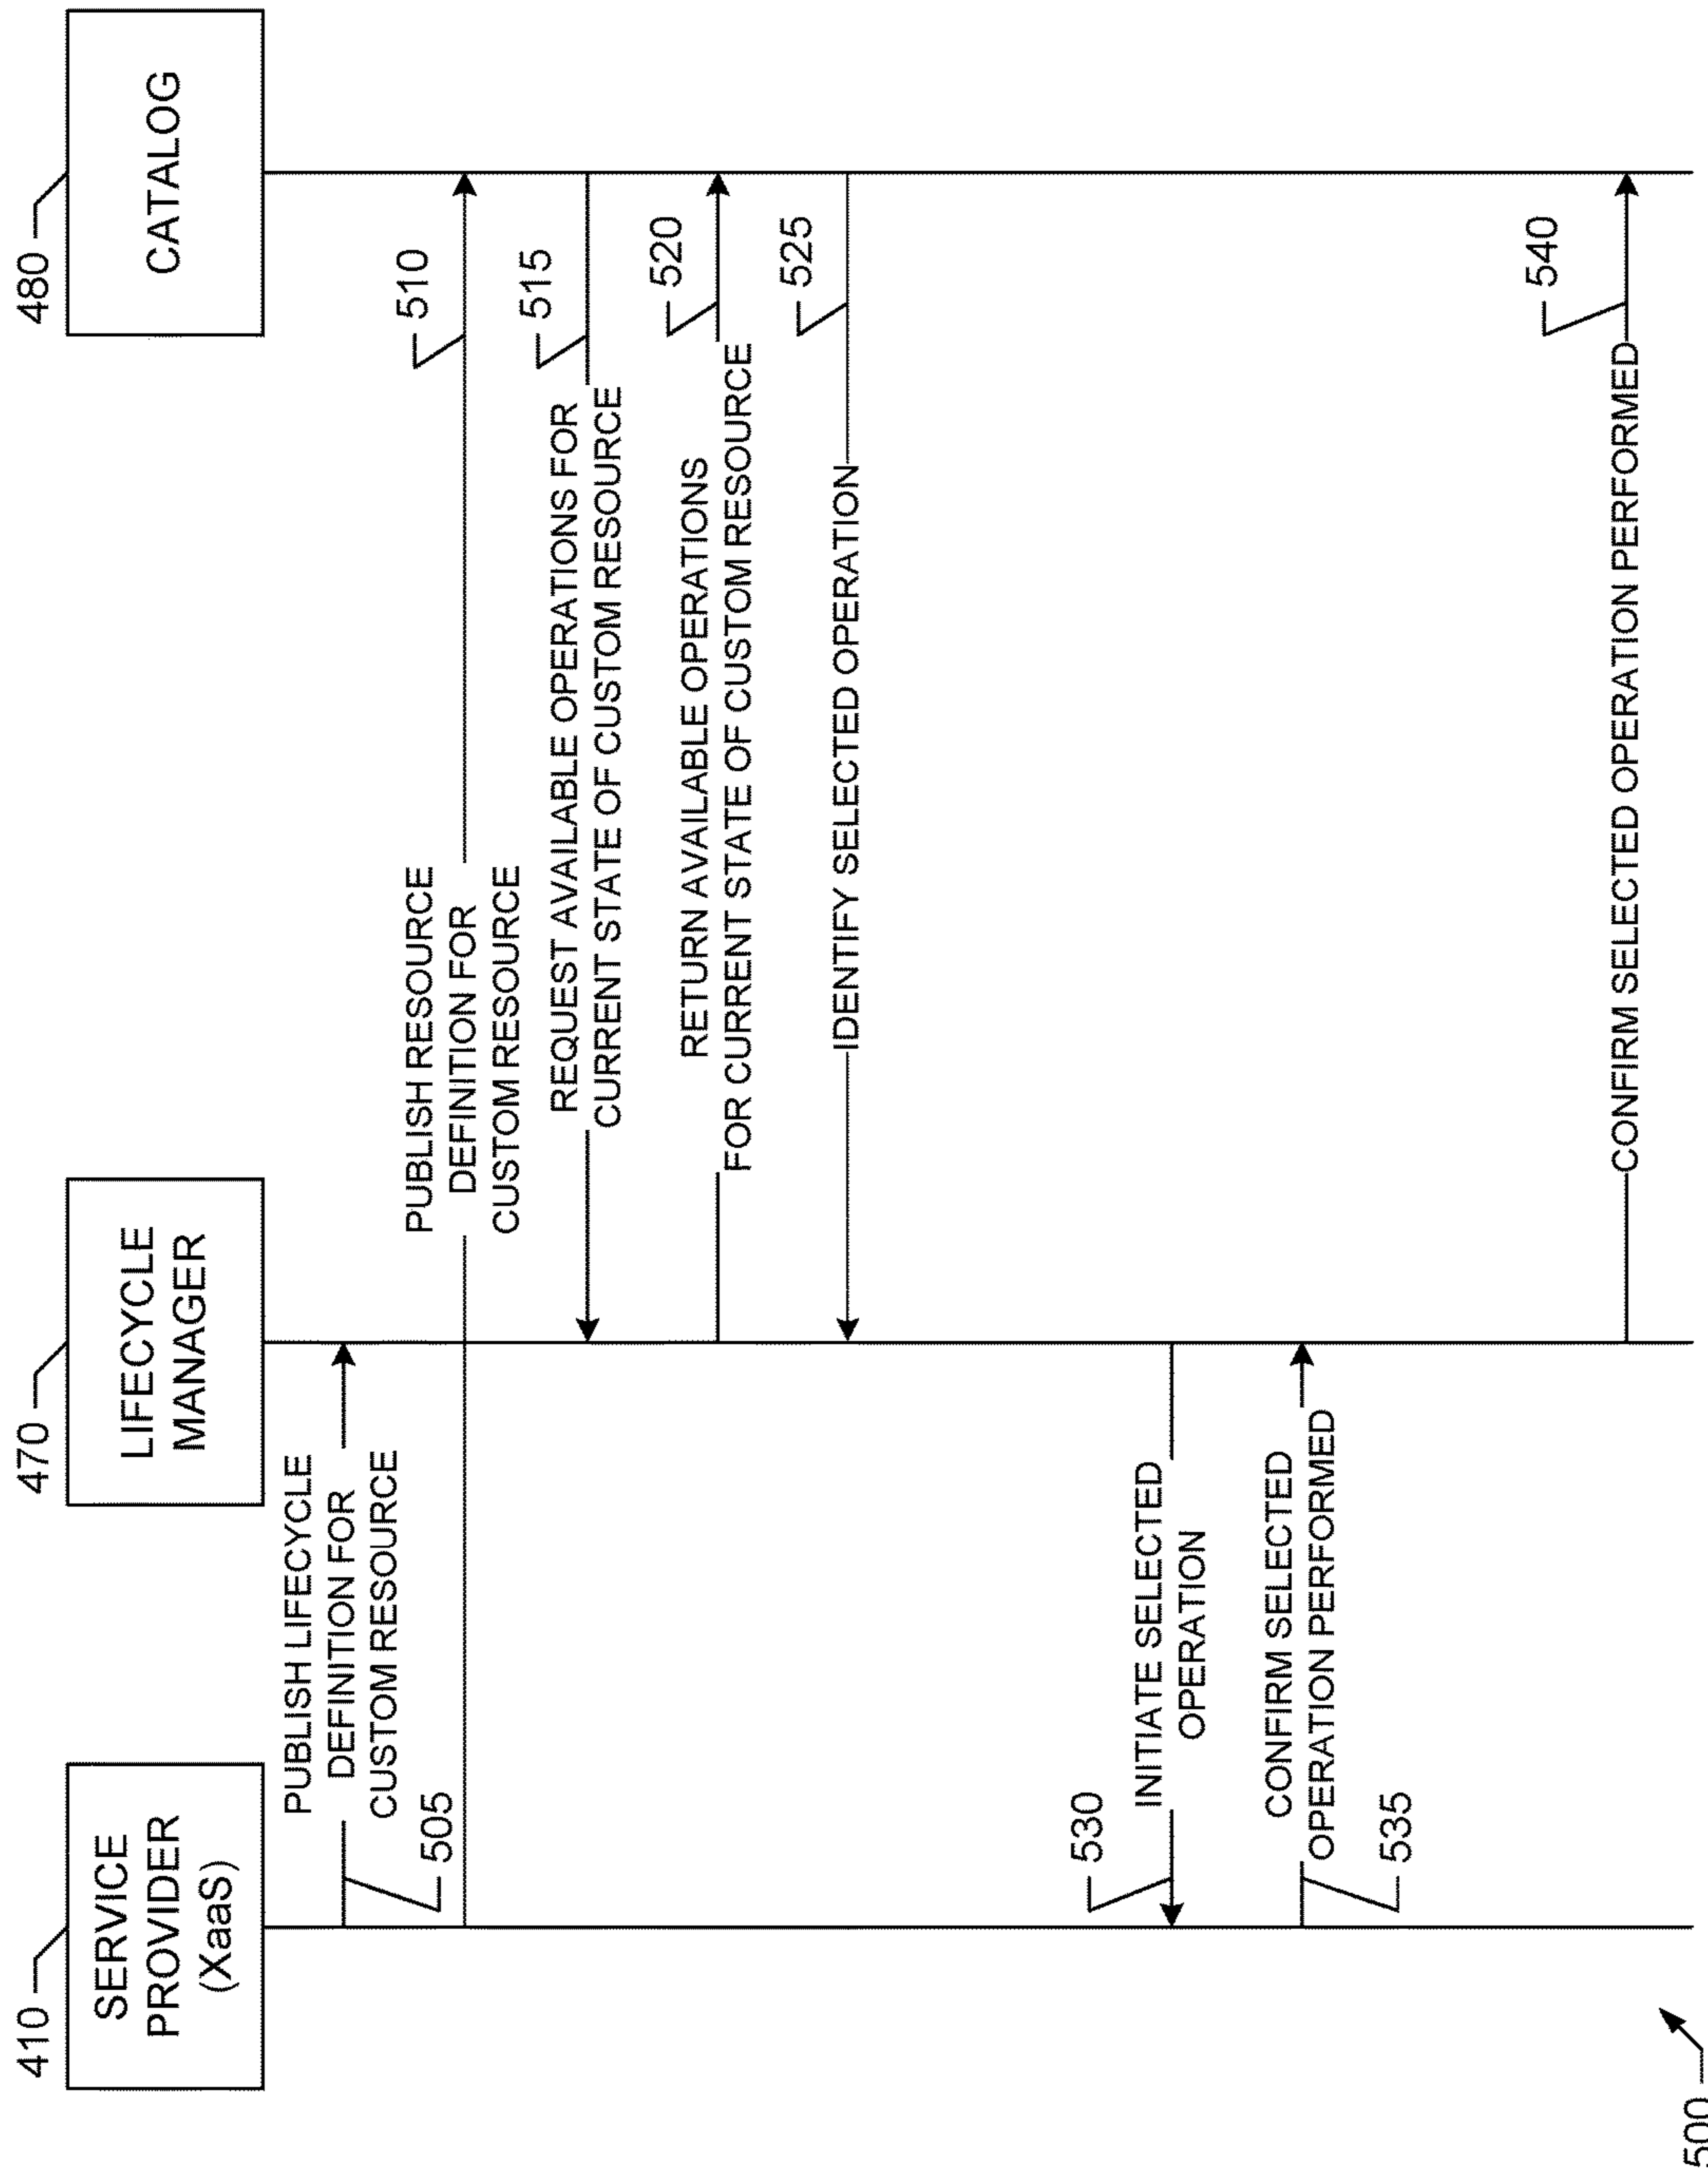 410
SERVICE
PROVIDER
(XaaS)
470
LIFECYCLE
MANAGER
480
CATALOG
PUBLISH LIFECYCLE
DEFINITION FOR
CUSTOM RESOURCE
505
PUBLISH RESOURCE
DEFINITION FOR
CUSTOM RESOURCE
510
REQUEST AVAILABLE OPERATIONS FOR
CURRENT STATE OF CUSTOM RESOURCE
515
RETURN AVAILABLE OPERATIONS
FOR CURRENT STATE OF CUSTOM RESOURCE
520
IDENTIFY SELECTED OPERATION
525
530
INITIATE SELECTED
OPERATION
CONFIRM SELECTED
OPERATION PERFORMED
535
CONFIRM SELECTED OPERATION PERFORMED
540
500